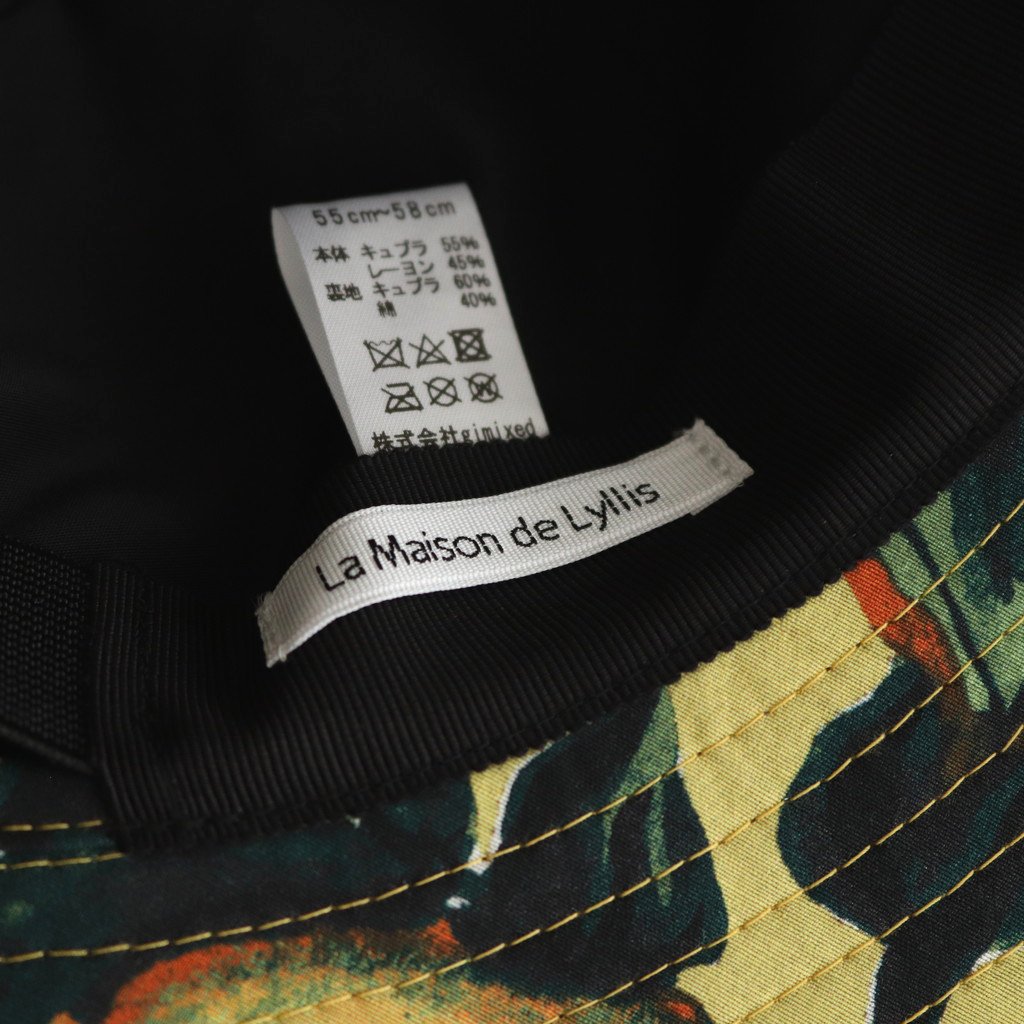 55cm~58cm
本体 キュプラ 55%
レーヨン 45%
裏地 キュプラ 60%
綿 40%
株式会社gimixed
La Maison de Lyllis